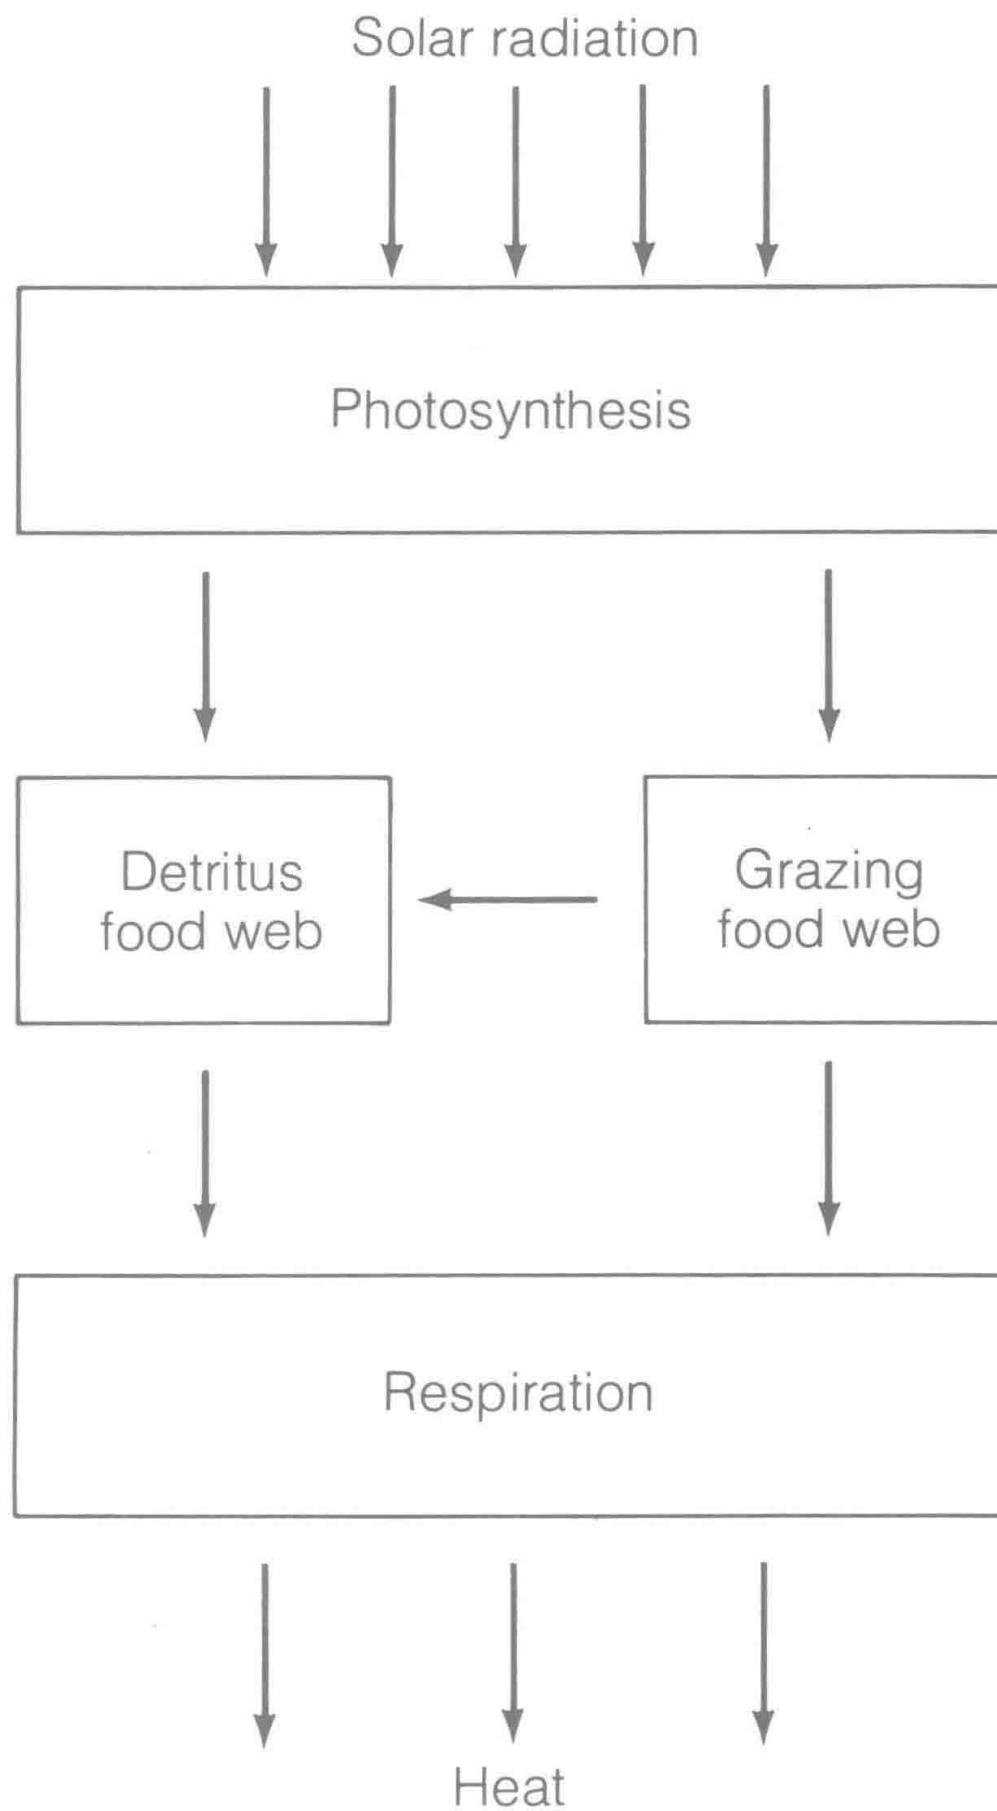 Solar radiation
Photosynthesis
Detritus
food web
Grazing
food web
Respiration
Heat